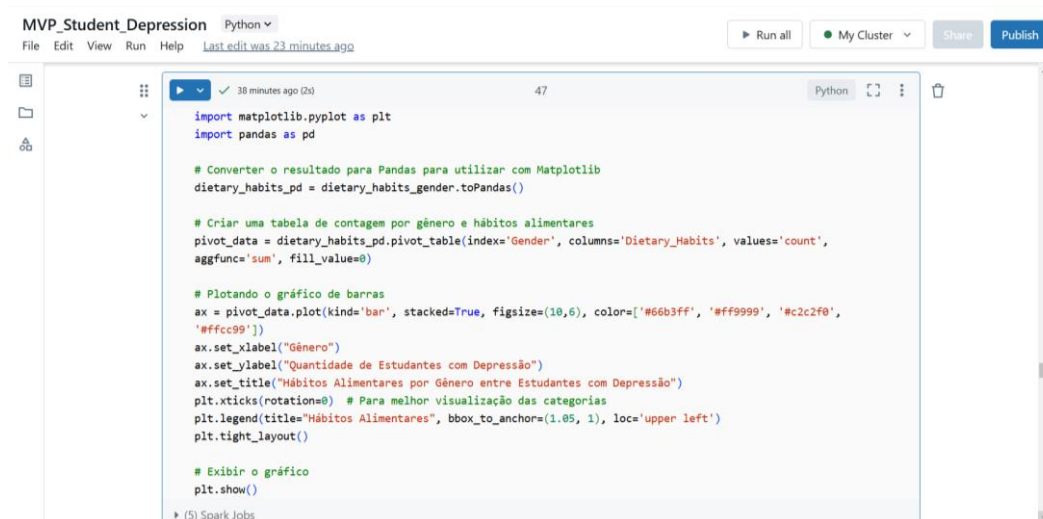 MVP_Student_Depression Python
File Edit View Run Help Last edit was 23 minutes ago
Run all
My Cluster
Share
Publish
38 minutes ago (2s)
47
Python
import matplotlib.pyplot as plt
import pandas as pd
# Converter o resultado para Pandas para utilizar com Matplotlib
dietary_habits_pd = dietary_habits_gender.toPandas()
# Criar uma tabela de contagem por gênero e hábitos alimentares
pivot_data = dietary_habits_pd.pivot_table(index='Gender', columns='Dietary_Habits', values='count',
aggfunc='sum', fill_value=0)
# Plotando o gráfico de barras
ax = pivot_data.plot(kind='bar', stacked=True, figsize=(10,6), color=['#66b3ff', '#ff9999', '#c2c2f0',
'#ffcc99'])
ax.set_xlabel("Gênero")
ax.set_ylabel("Quantidade de Estudantes com Depressão")
ax.set_title("Hábitos Alimentares por Gênero entre Estudantes com Depressão")
plt.xticks(rotation=0)  # Para melhor visualização das categorias
plt.legend(title="Hábitos Alimentares", bbox_to_anchor=(1.05, 1), loc='upper left')
plt.tight_layout()
# Exibir o gráfico
plt.show()
(5) Spark Jobs